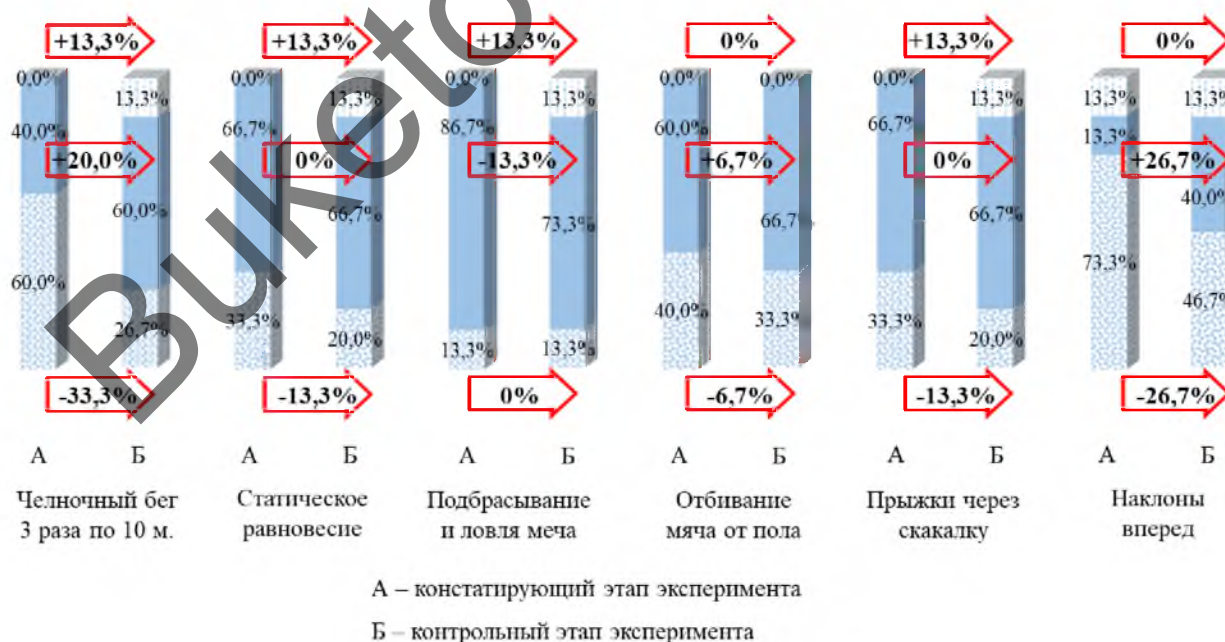 +13,3% +13,3% +13,3% 0% +13,3% 0%
0,0% 13,3% 0,0% 13,3% 0,0% 13,3% 0,0% 0,0% 0,0% 13,3% 13,3% 13,3%
40,0% 66,7% 86,7% 60,0% 66,7% 13,3%
+20,0% 0% -13,3% +6,7% 0% +26,7%
60,0% 66,7% 73,3% 66,7% 66,7% 40,0%
60,0% 26,7% 33,3% 20,0% 13,3% 13,3% 40,0% 33,3% 33,3% 20,0% 73,3% 46,7%
-33,3% -13,3% 0% -6,7% -13,3% -26,7%
А Б А Б А Б А Б А Б А Б
Челночный бег Статическое Подбрасывание Отбивание Прыжки через Наклоны
3 раза по 10 м. равновесие и ловля меча мяча от пола скакалку вперед
А – констатирующий этап эксперимента
Б – контрольный этап эксперимента